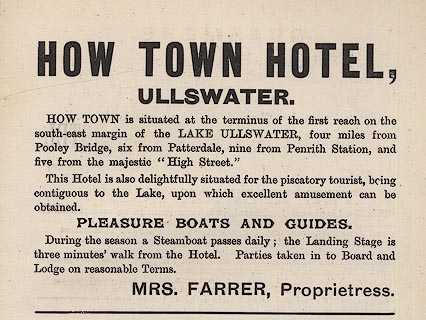 HOW TOWN HOTEL,
ULLSWATER.
HOW TOWN is situated at the terminus of the first reach on the
south-east margin of the LAKE ULLSWATER, four miles from
Pooley Bridge, six from Patterdale, nine from Penrith Station, and
five from the majestic "High Street."
This Hotel is also delightfully situated for the piscatory tourist, being
contiguous to the Lake, upon which excellent amusement can be
obtained.
PLEASURE BOATS AND GUIDES.
During the season a Steamboat passes daily; the Landing Stage is
three minutes' walk from the Hotel. Parties taken in to Board and
Lodge on reasonable Terms.
MRS. FARRER, Proprietress.